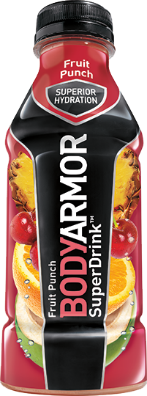 Fruit
Punch
SUPERIOR
HYDRATION
Fruit Punch
BODYARMOR
SuperDrink™